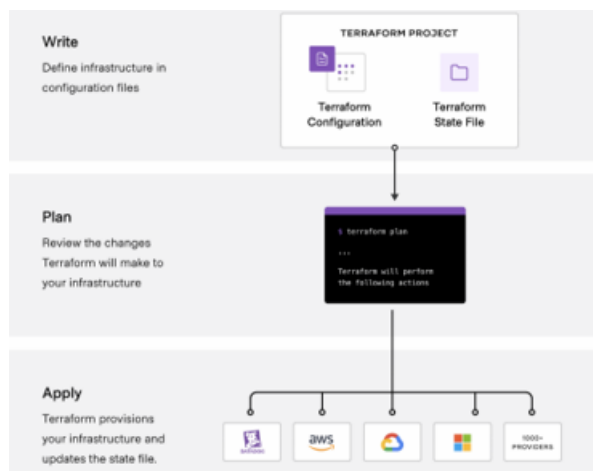 Write
Define infrastructure in
configuration files
TERRAFORM PROJECT
Terraform
Configuration
Terraform
State File
Plan
Review the changes
Terraform will make to
your infrastructure
$ terraform plan
...
Terraform will perform
the following actions
Apply
Terraform provisions
your infrastructure and
updates the state file.
DATADOG
aws
1000+
PROVIDERS